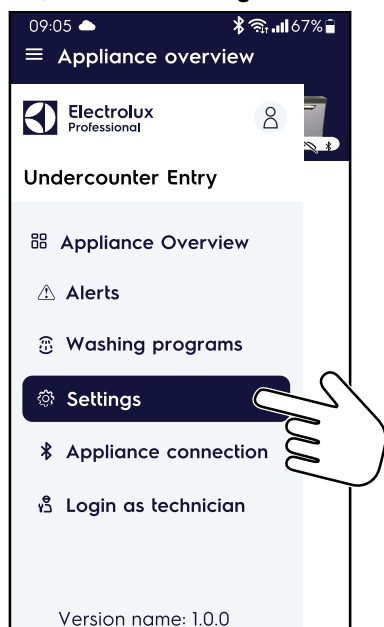 09:05 67%
Appliance overview
Electrolux
Professional
Undercounter Entry
Appliance Overview
Alerts
Washing programs
Settings
Appliance connection
Login as technician
Version name: 1.0.0